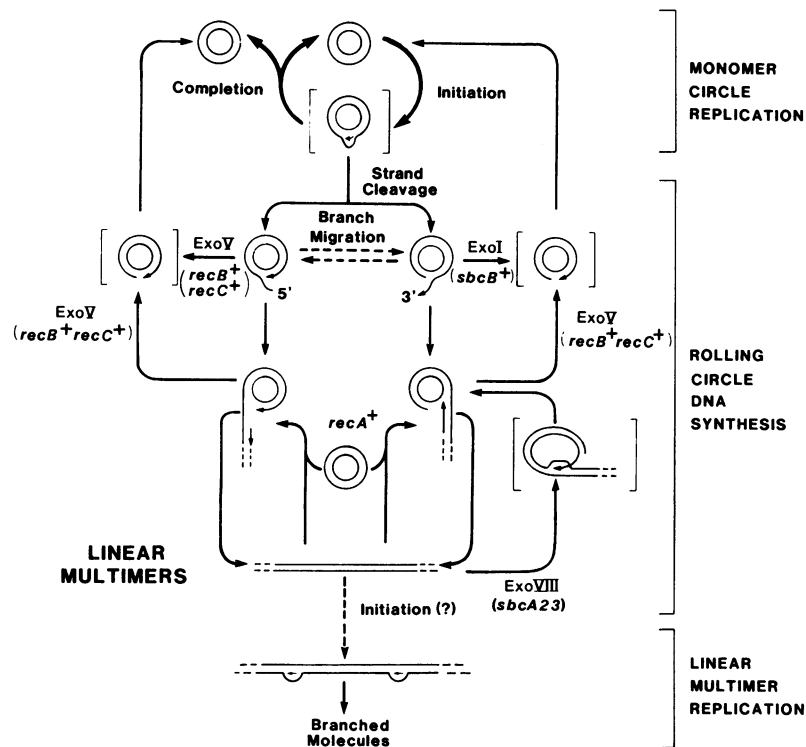 Completion
Initiation
MONOMER
CIRCLE
REPLICATION
Strand
Cleavage
Branch
Migration
ExoV
(recB+
recC+)
5'
3'
ExoI
(sbcB+)
ExoV
(recB+recC+)
ExoV
(recB+recC+)
recA+
ROLLING
CIRCLE
DNA
SYNTHESIS
LINEAR
MULTIMERS
ExoVIII
(sbcA23)
Initiation (?)
LINEAR
MULTIMER
REPLICATION
Branched
Molecules